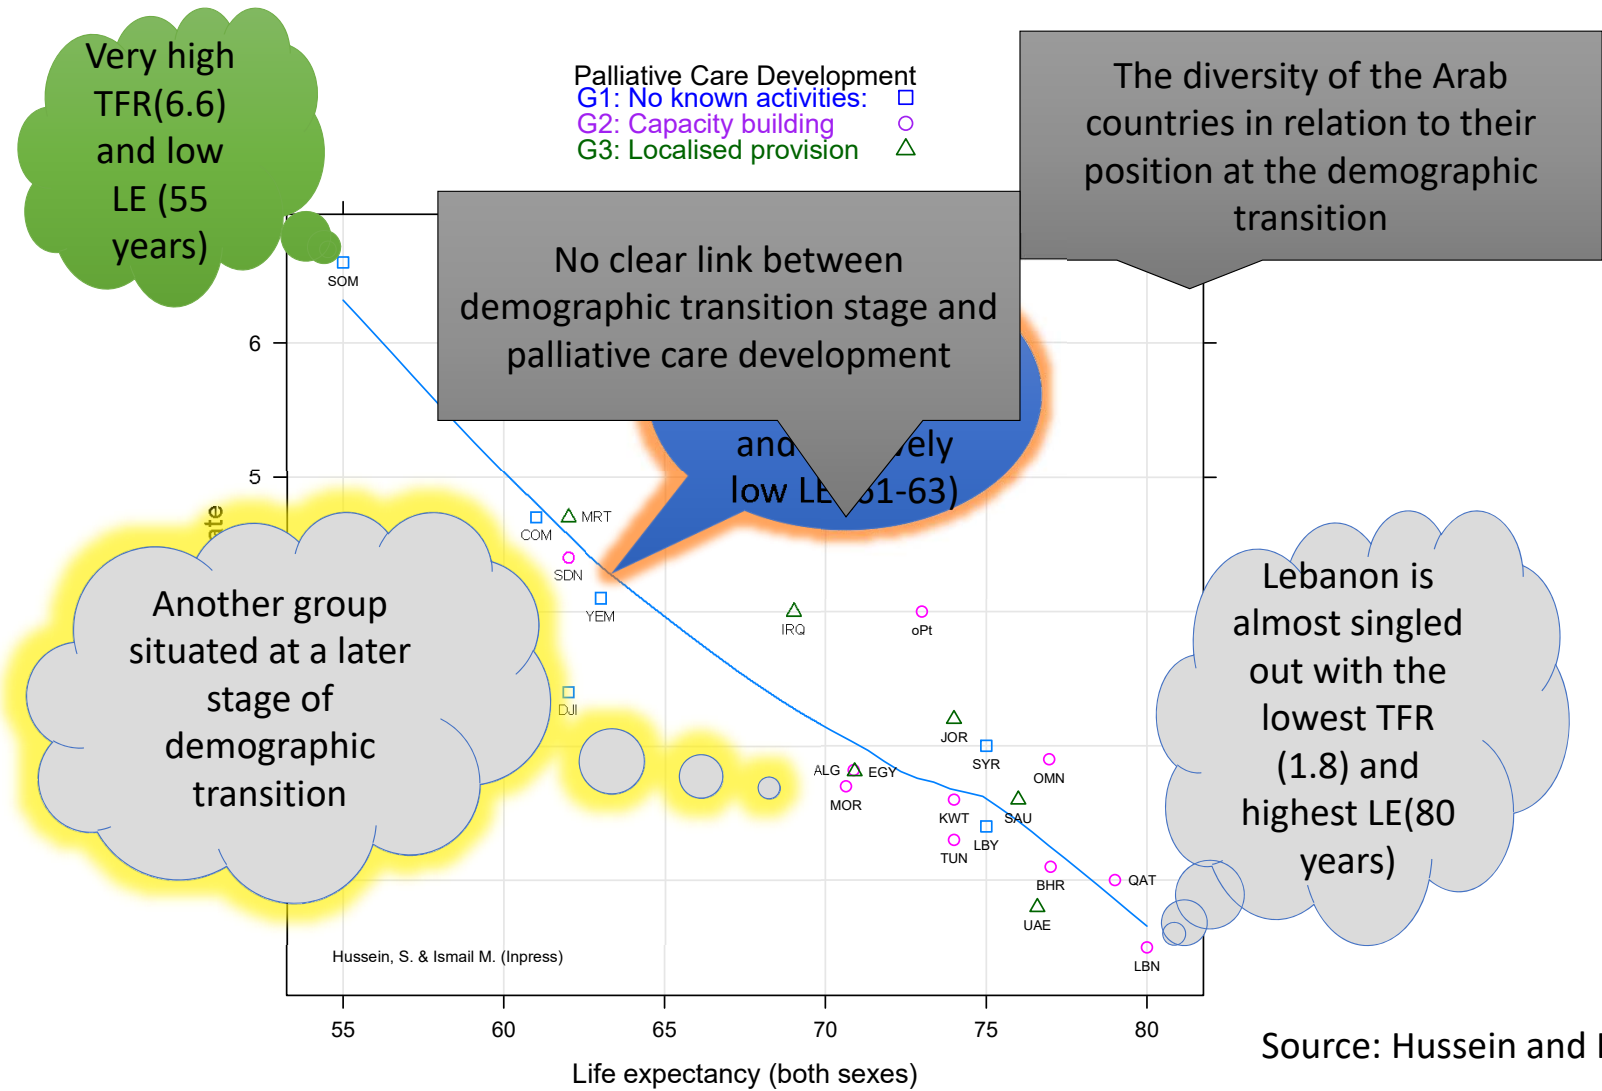 Very high
TFR(6.6)
and low
LE (55
years)
Palliative Care Development
G1: No known activities:
G2: Capacity building
G3: Localised provision
The diversity of the Arab
countries in relation to their
position at the demographic
transition
No clear link between
demographic transition stage and
palliative care development
and
low LE 61-63)
Another group
situated at a later
stage of
demographic
transition
Lebanon is
almost singled
out with the
lowest TFR
(1.8) and
highest LE(80
years)
SOM
6
5
MRT
COM
SDN
YEM
IRQ
oPt
DJI
JOR
SYR
OMN
ALG
EGY
MOR
KWT
SAU
TUN
LBY
BHR
QAT
UAE
LBN
Hussein, S. & Ismail M. (Inpress)
55 60 65 70 75 80
Life expectancy (both sexes)
Source: Hussein and